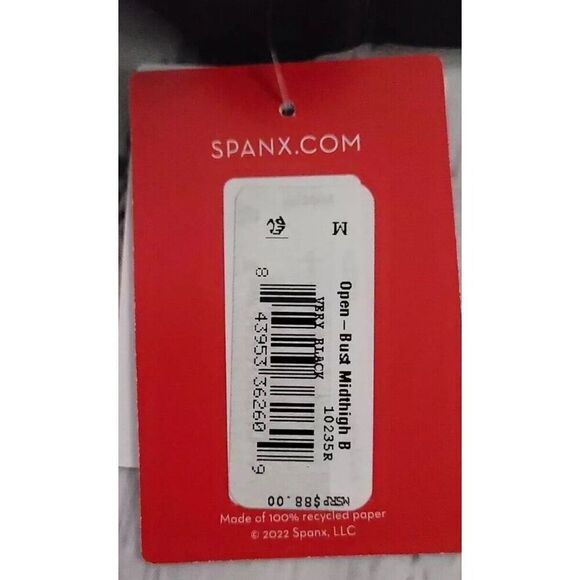 SPANX.COM
M
Open-Bust Midthigh B
10235R
VERY BLACK
8 43953 36260 9
MSRP $88.00
Made of 100% recycled paper
© 2022 Spanx, LLC